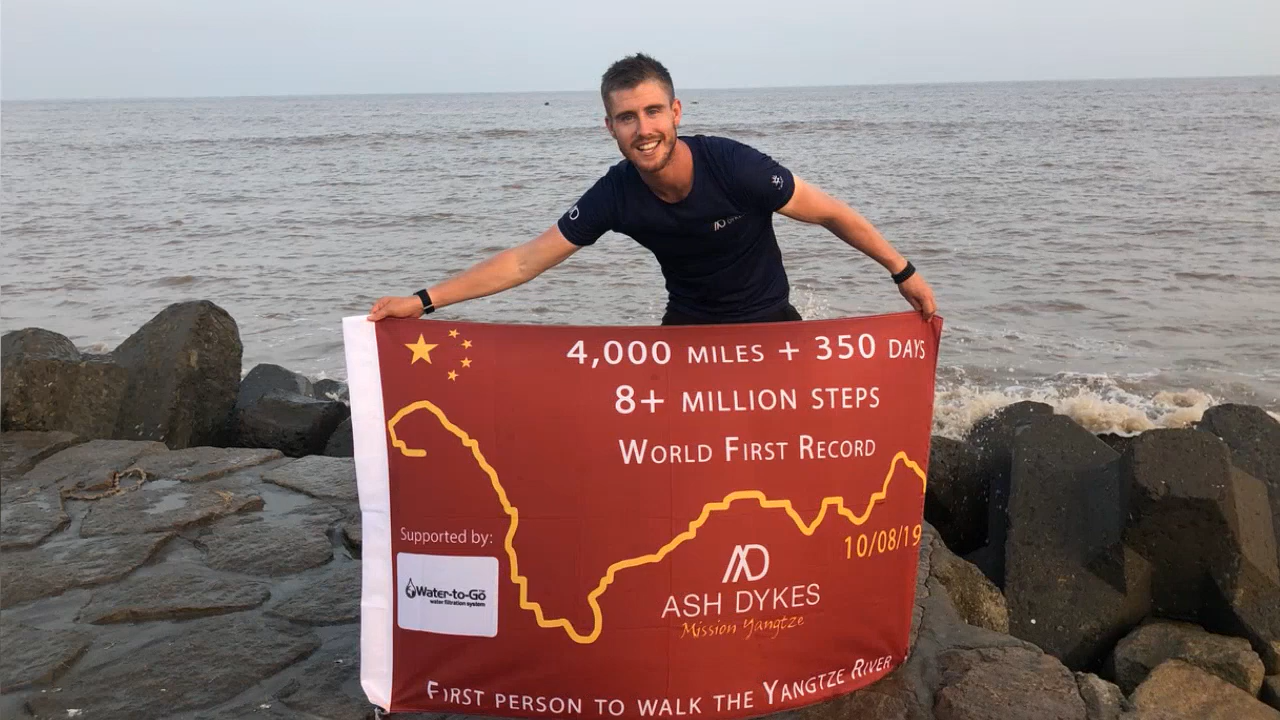 4,000 MILES + 350 DAYS
8+ MILLION STEPS
WORLD FIRST RECORD
10/08/19
Supported by:
Water-to-Go
water filtration system
ASH DYKES
Mission Yangtze
FIRST PERSON TO WALK THE YANGTZE RIVER